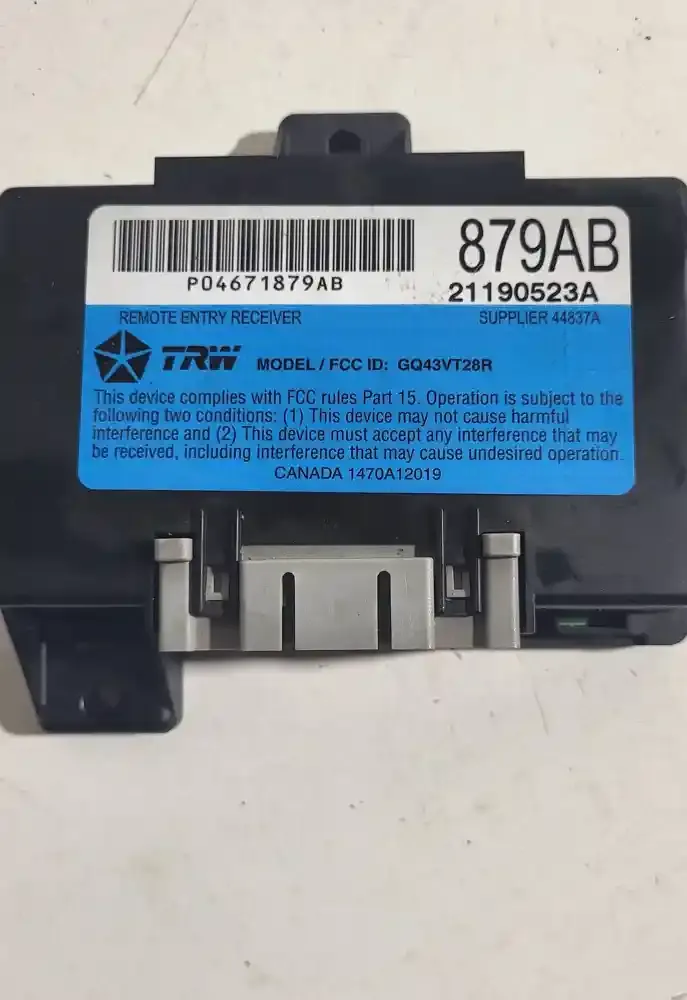 879AB
P04671879AB
21190523A
REMOTE ENTRY RECEIVER SUPPLIER 44837A
TRW MODEL / FCC ID: GQ43VT28R
This device complies with FCC rules Part 15. Operation is subject to the
following two conditions: (1) This device may not cause harmful
interference and (2) This device must accept any interference that may
be received, including interference that may cause undesired operation.
CANADA 1470A12019